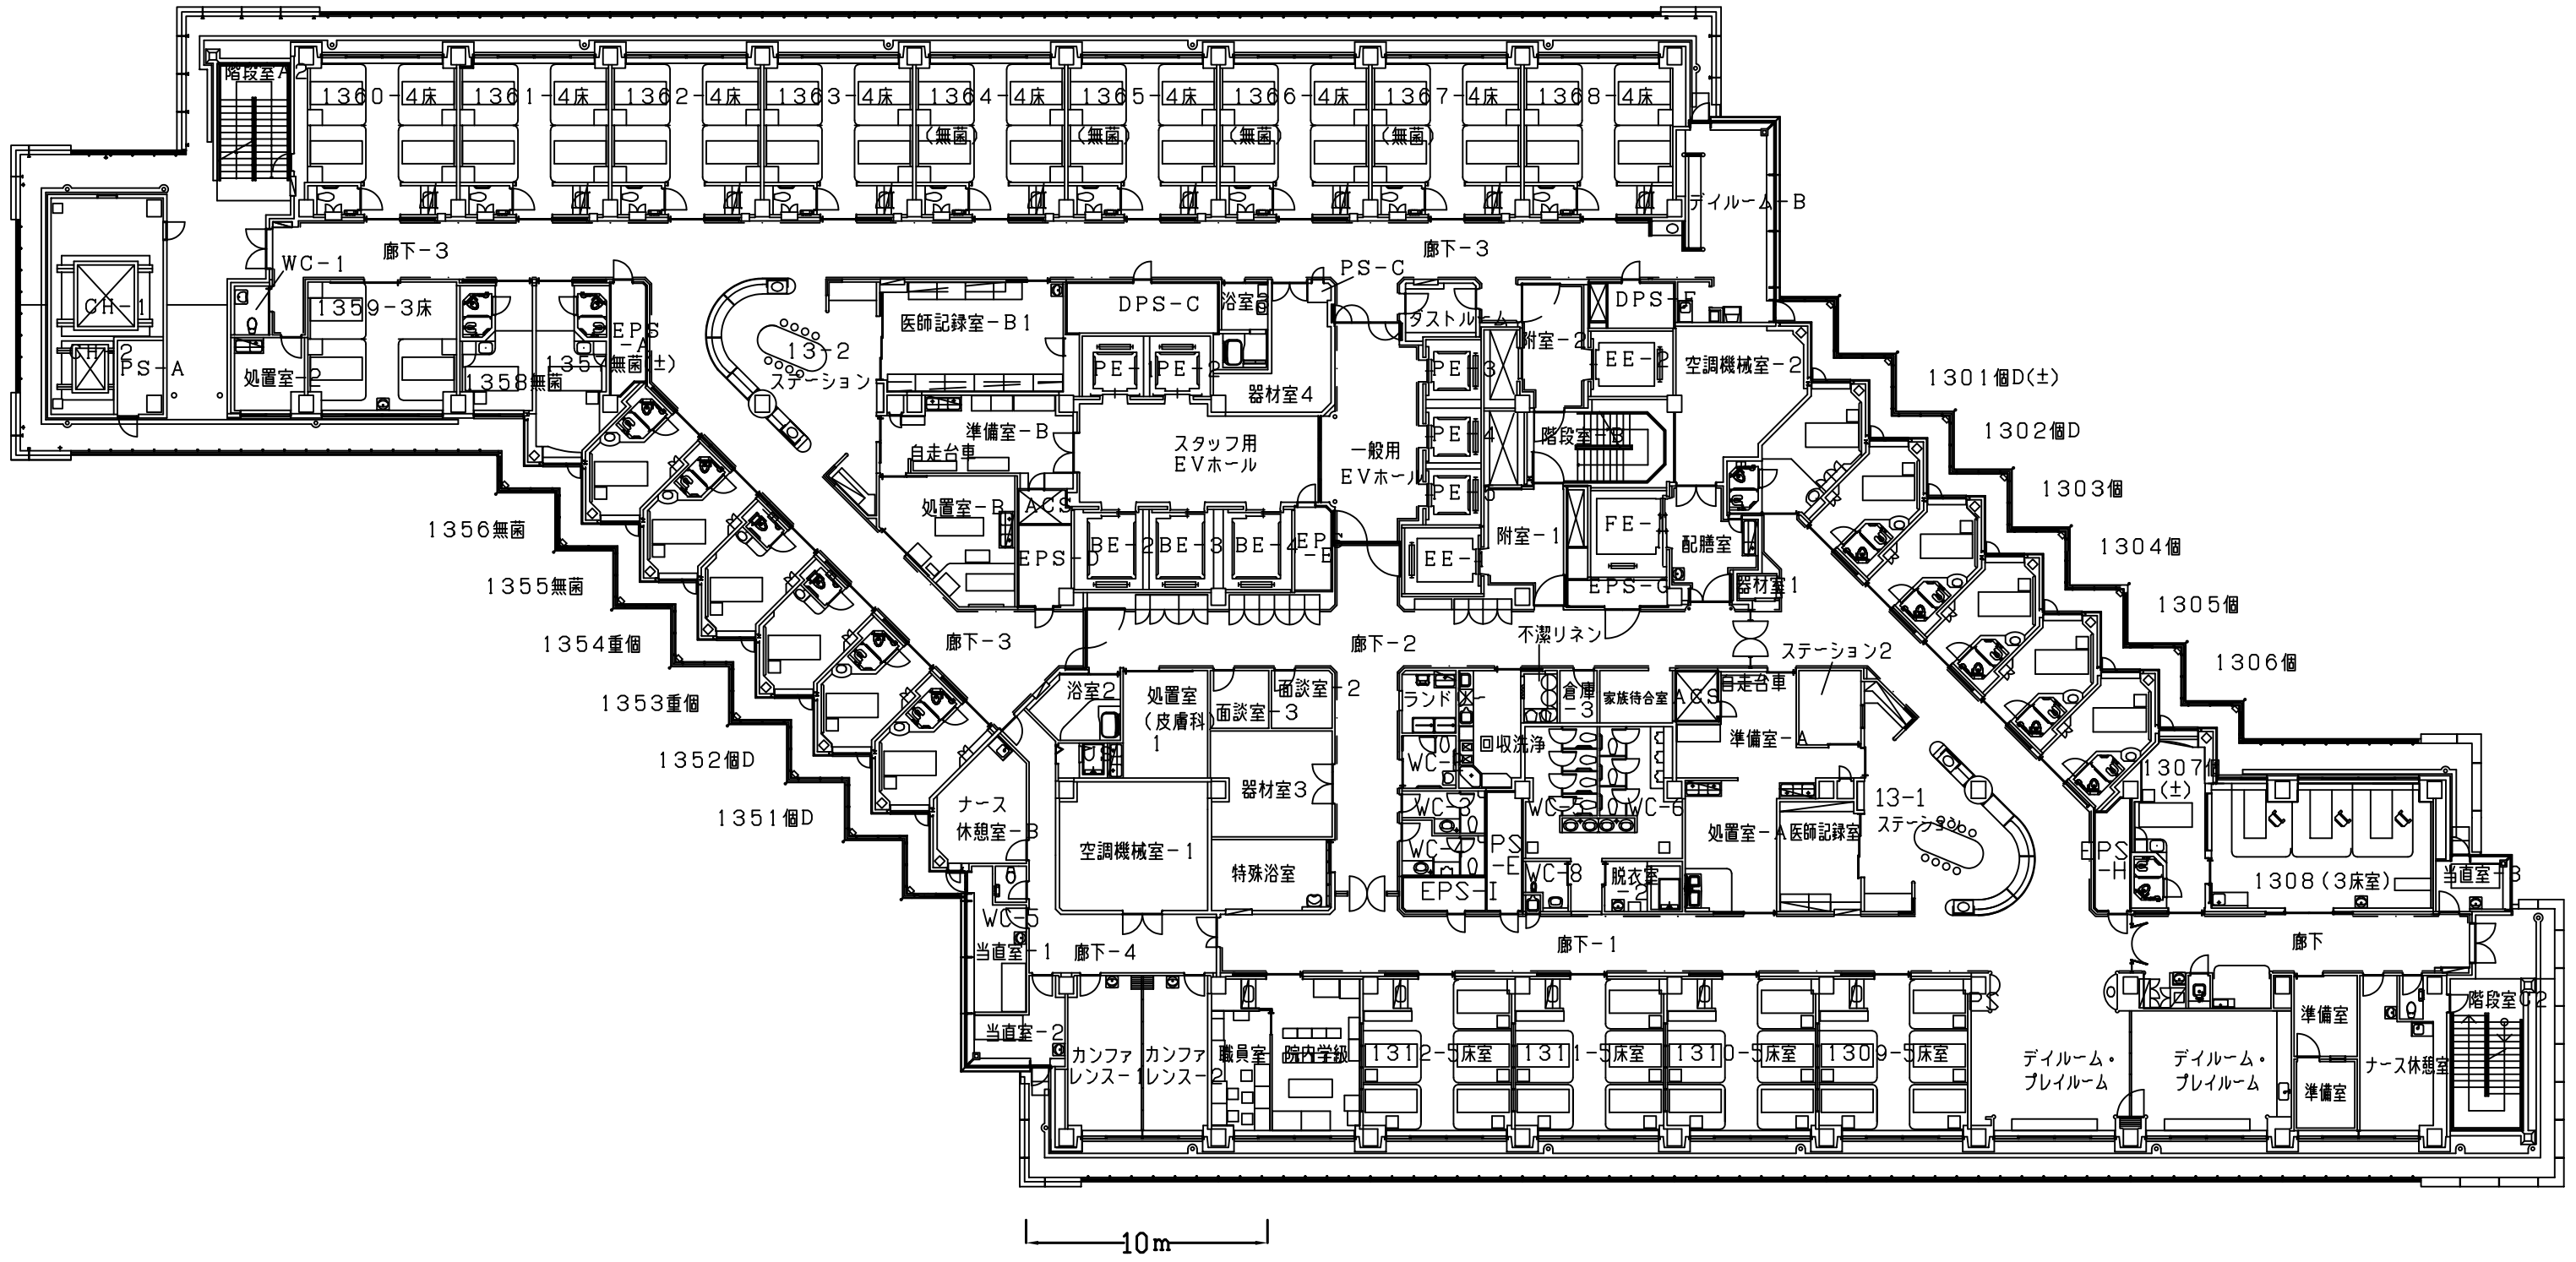 階段室A2
1360-4床
1361-4床
1362-4床
1363-4床
1364-4床
(無菌)
1365-4床
(無菌)
1366-4床
(無菌)
1367-4床
(無菌)
1368-4床
デイルーム-B
廊下-3
廊下-3
WC-1
CH-1
CH-2
PS-A
処置室-2
1359-3床
1358無菌
1357無菌(±)
EPS
-A
13-2
ステーション
医師記録室-B1
DPS-C
PS-C
ダストルーム
附室-2
DPS-F
EE-2
空調機械室-2
PE-1
PE-2
器材室4
PE-3
PE-4
PE-5
準備室-B
自走台車
スタッフ用
EVホール
一般用
EVホール
階段室-B
処置室-B
ACS
EPS-D
BE-2
BE-3
BE-4
附室-1
EPS-G
配膳室
器材室1
1301個D(±)
1302個D
1303個
1304個
1305個
1306個
1307個
(±)
1356無菌
1355無菌
1354重個
1353重個
1352個D
1351個D
廊下-3
廊下-2
不潔リネン
ステーション2
浴室2
処置室
(皮膚科)
1
面談室-2
面談室-3
倉庫
-3
家族待合室
ACS
自走台車
回収洗浄
準備室-A
器材室3
WC-3
WC-5
WC-6
ナース
休憩室-B
空調機械室-1
特殊浴室
PS
-E
EPS-I
WC-8
脱衣室
-2
処置室-A
医師記録室
13-1
ステーション
EPS
-H
1308(3床室)
当直室-3
WC-5
当直室-1
廊下-4
廊下-1
廊下
当直室-2
カンファ
レンス-1
カンファ
レンス-2
職員室
院内学級
1312-5床室
1311-5床室
1310-5床室
1309-5床室
PS
デイルーム・
プレイルーム
デイルーム・
プレイルーム
準備室
準備室
ナース休憩室
階段室C2
10m